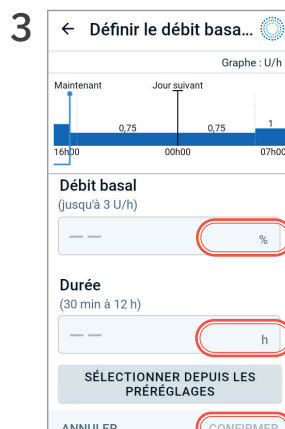 3
← Définir le débit basa...
Graphe : U/h
Maintenant Jour suivant
0,75 0,75 1
16h00 00h00 07h00
Débit basal
(jusqu'à 3 U/h)
—— %
Durée
(30 min à 12 h)
—— h
SÉLECTIONNER DEPUIS LES
PRÉRÉGLAGES
ANNULER CONFIRMER